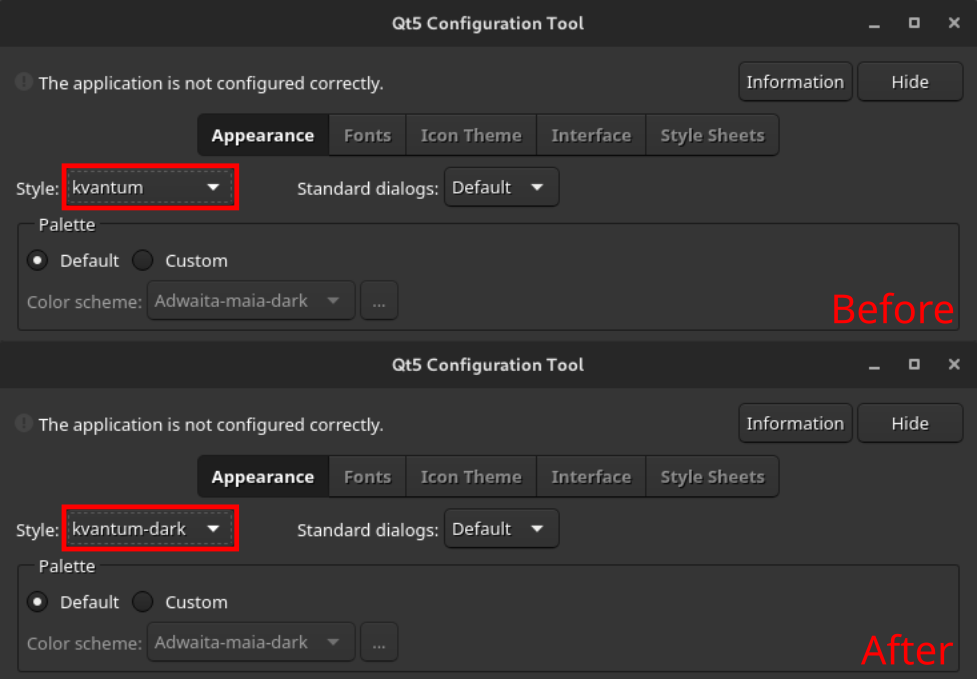 Qt5 Configuration Tool
The application is not configured correctly. Information Hide
Appearance Fonts Icon Theme Interface Style Sheets
Style: kvantum Standard dialogs: Default
Palette
Default Custom
Color scheme: Adwaita-maia-dark ...
Before
Qt5 Configuration Tool
The application is not configured correctly. Information Hide
Appearance Fonts Icon Theme Interface Style Sheets
Style: kvantum-dark Standard dialogs: Default
Palette
Default Custom
Color scheme: Adwaita-maia-dark ...
After